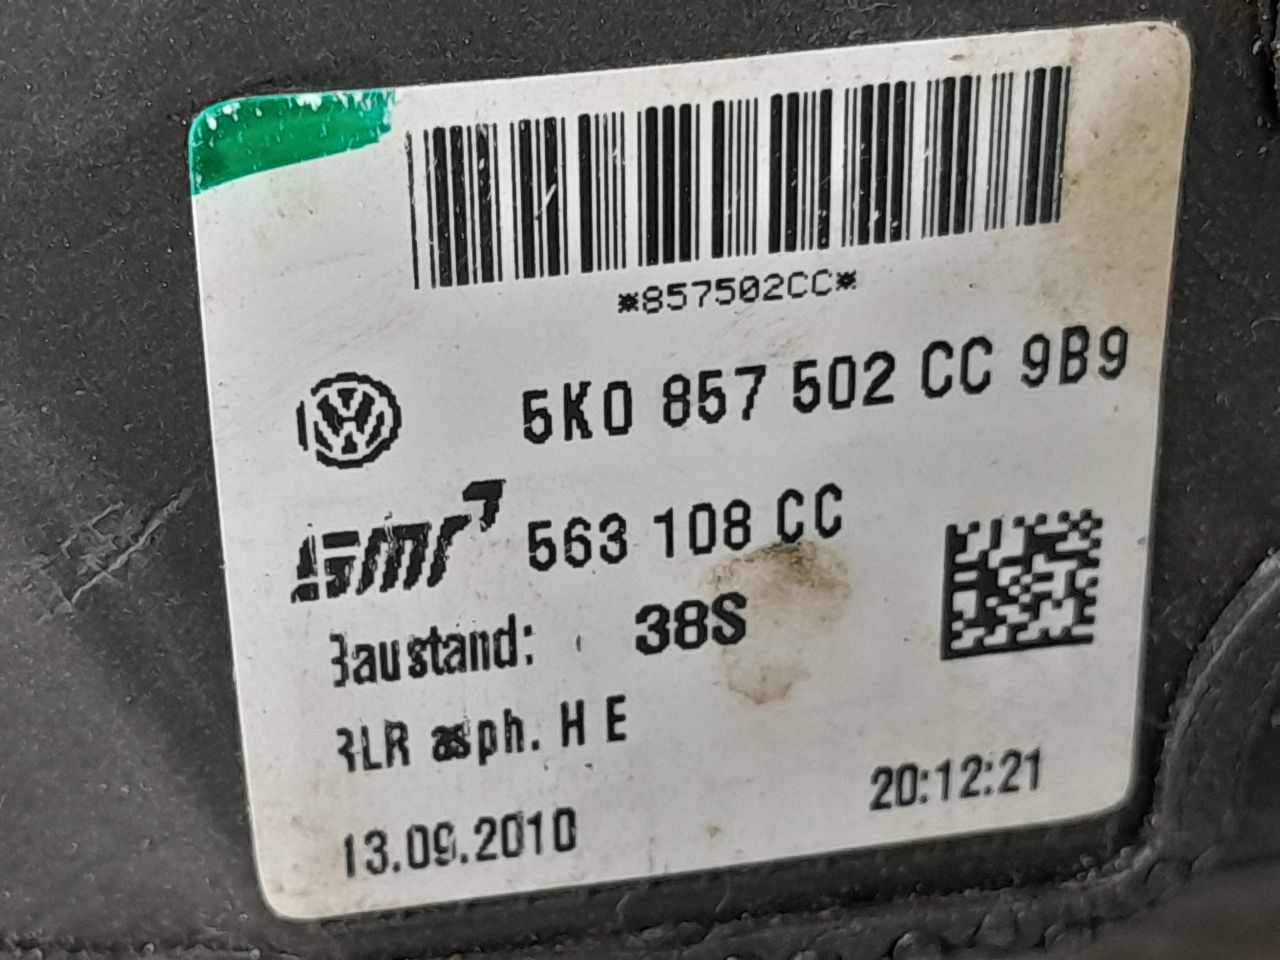 *857502CC*
5K0 857 502 CC 9B9
SMR 563 108 CC
Baustand: 38S
RLR asph. H E
13.09.2010 20:12:21